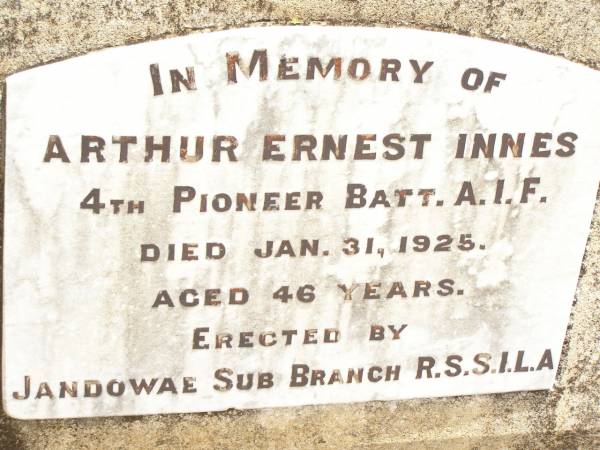 IN MEMORY OF
ARTHUR ERNEST INNES
4TH PIONEER BATT. A.I.F.
DIED JAN. 31, 1925.
AGED 46 YEARS.
ERECTED BY
JANDOWAE SUB BRANCH R.S.S.I.L.A